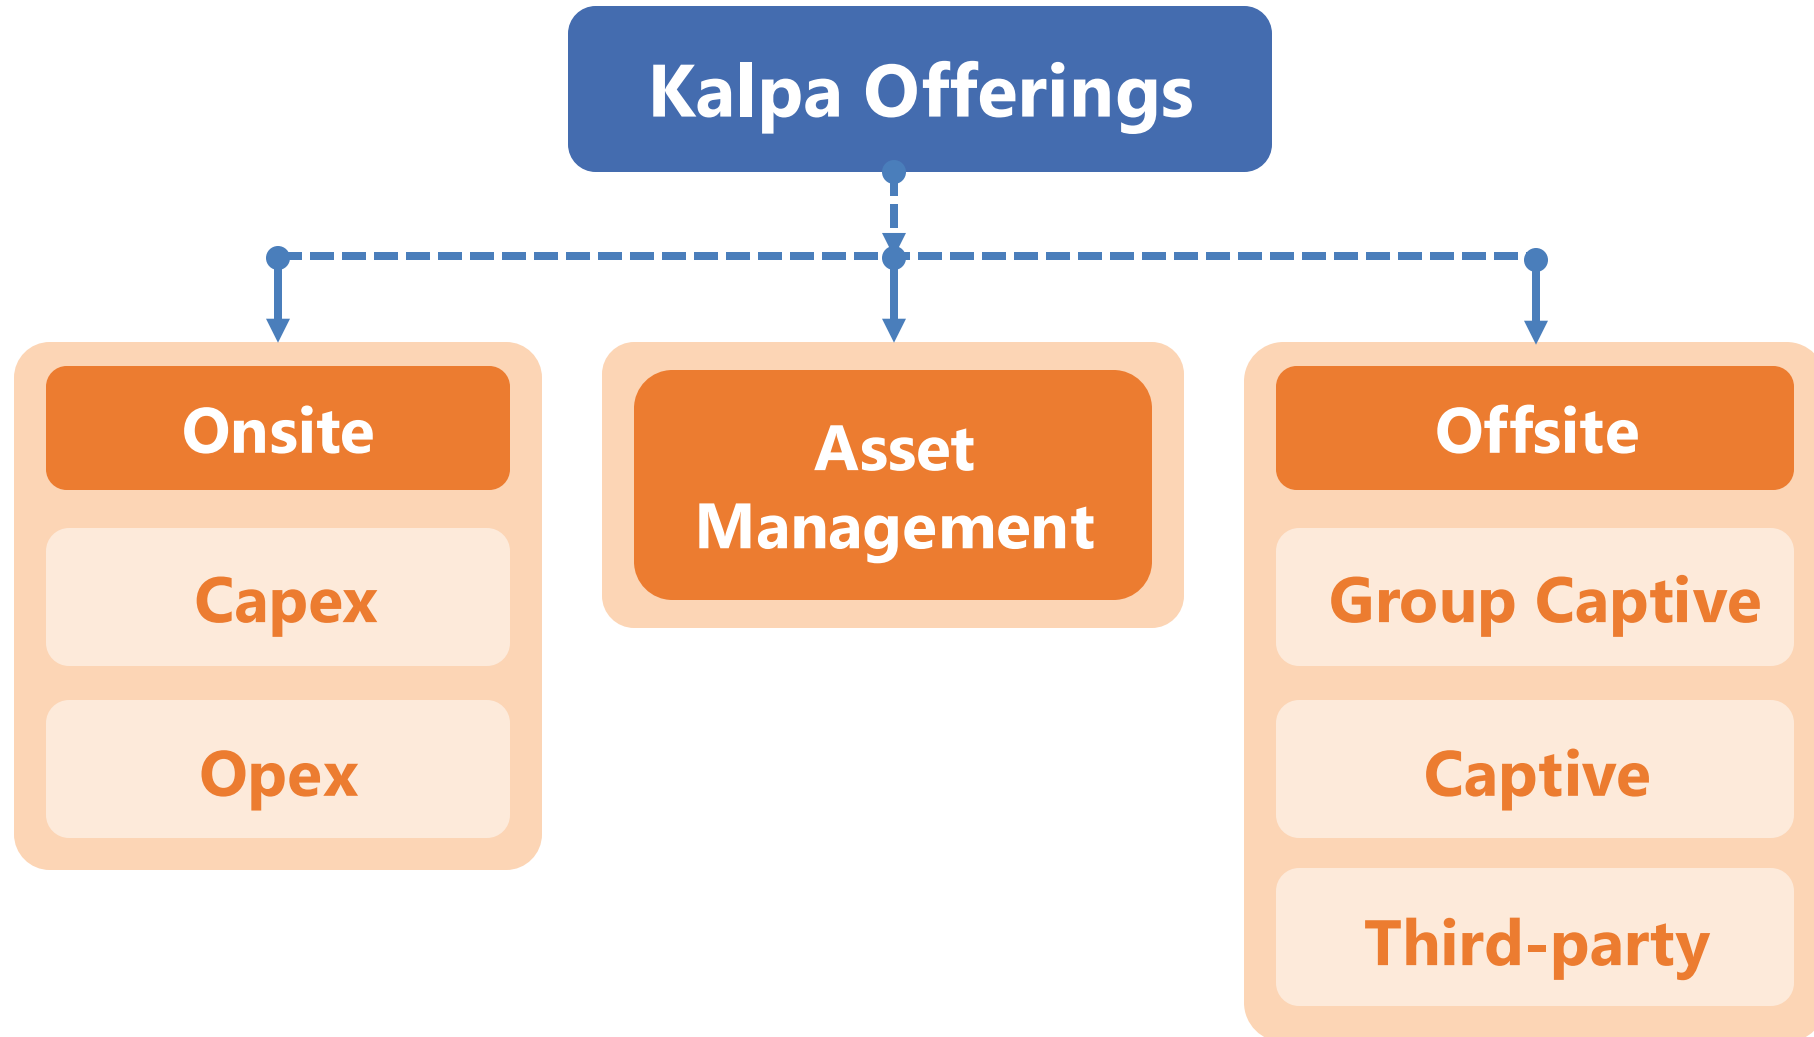 Kalpa Offerings
Onsite
Capex
Opex
Asset
Management
Offsite
Group Captive
Captive
Third-party